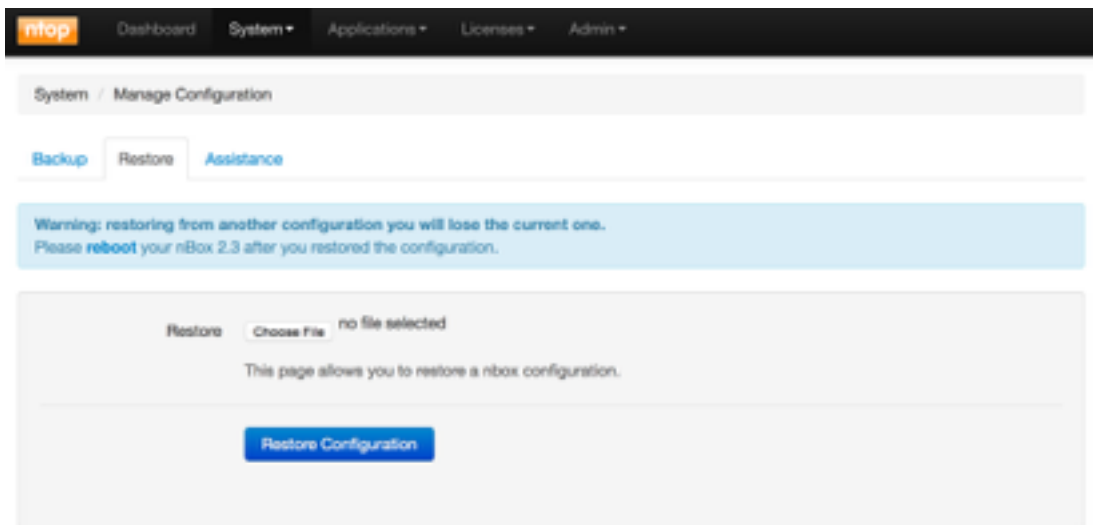 ntop Dashboard System Applications Licenses Admin
System / Manage Configuration
Backup Restore Assistance
Warning: restoring from another configuration you will lose the current one.
Please reboot your nBox 2.3 after you restored the configuration.
Restore Choose File no file selected
This page allows you to restore a nbox configuration.
Restore Configuration